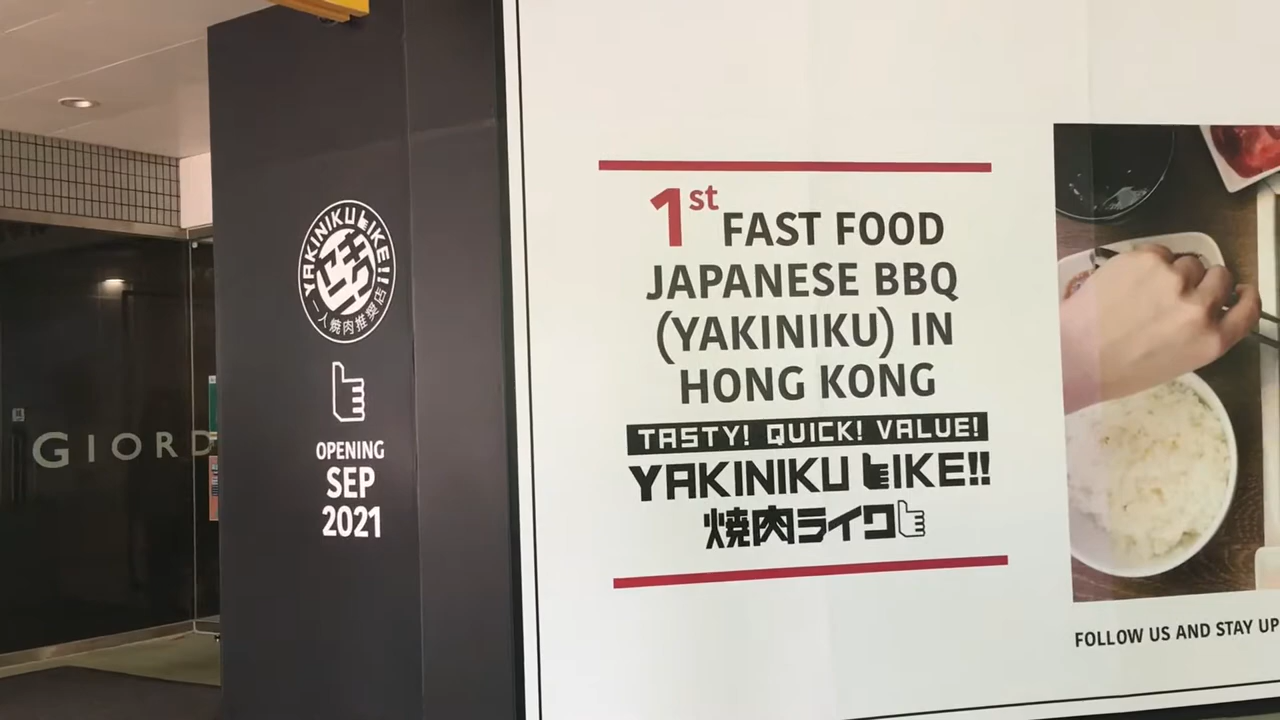 GIORD
YAKINIKU LIKE!!
一人焼肉推奨店
OPENING
SEP
2021
1st FAST FOOD
JAPANESE BBQ
(YAKINIKU) IN
HONG KONG
TASTY! QUICK! VALUE!
YAKINIKU LIKE!!
焼肉ライク
FOLLOW US AND STAY UP